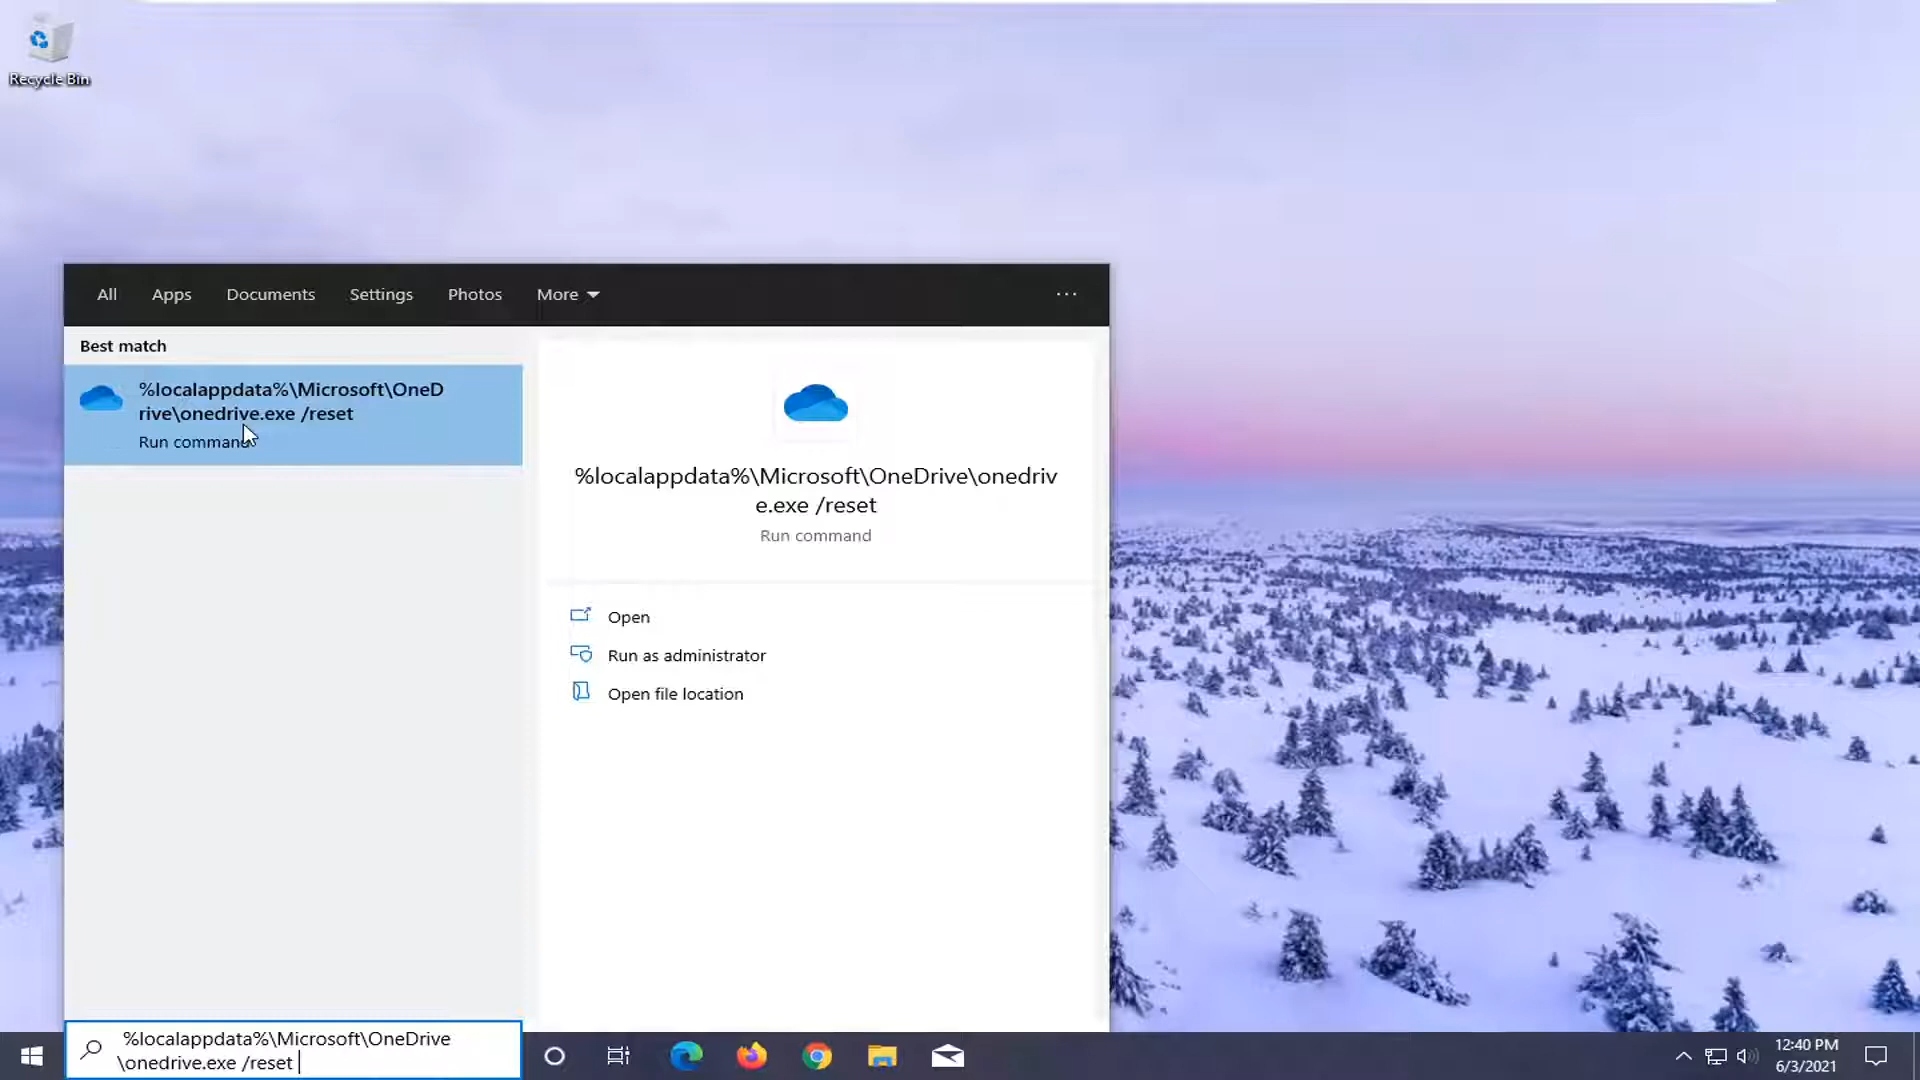 Recycle Bin
All Apps Documents Settings Photos More ...
Best match
%localappdata%\Microsoft\OneD
rive\onedrive.exe /reset
Run command
%localappdata%\Microsoft\OneDrive\onedriv
e.exe /reset
Run command
Open
Run as administrator
Open file location
%localappdata%\Microsoft\OneDrive
\onedrive.exe /reset
12:40 PM
6/3/2021